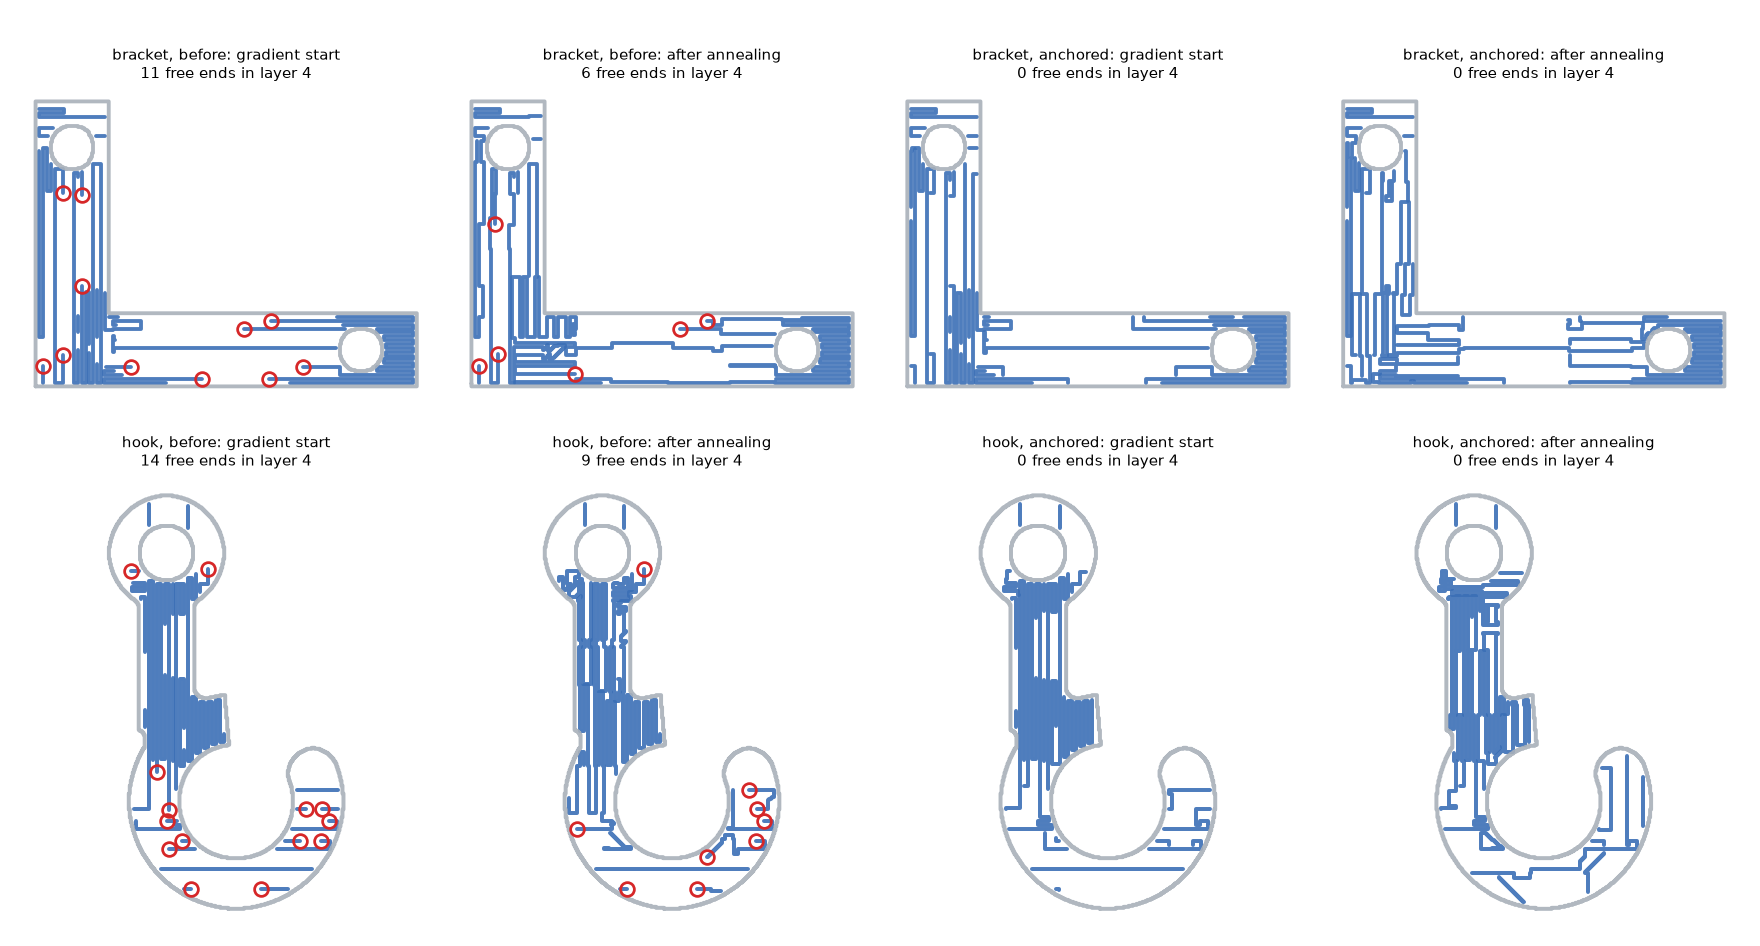 bracket, before: gradient start
11 free ends in layer 4
bracket, before: after annealing
6 free ends in layer 4
bracket, anchored: gradient start
0 free ends in layer 4
bracket, anchored: after annealing
0 free ends in layer 4
hook, before: gradient start
14 free ends in layer 4
hook, before: after annealing
9 free ends in layer 4
hook, anchored: gradient start
0 free ends in layer 4
hook, anchored: after annealing
0 free ends in layer 4